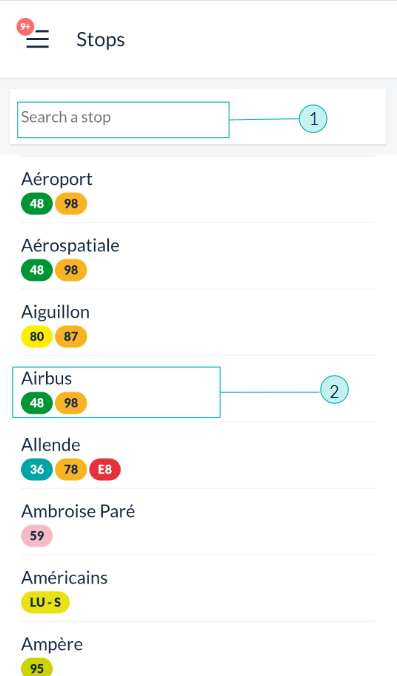 9+
Stops
Search a stop
1
Aéroport
48 98
Aérospatiale
48 98
Aiguillon
80 87
Airbus
48 98
2
Allende
36 78 E8
Ambroise Paré
59
Américains
LU - S
Ampère
95